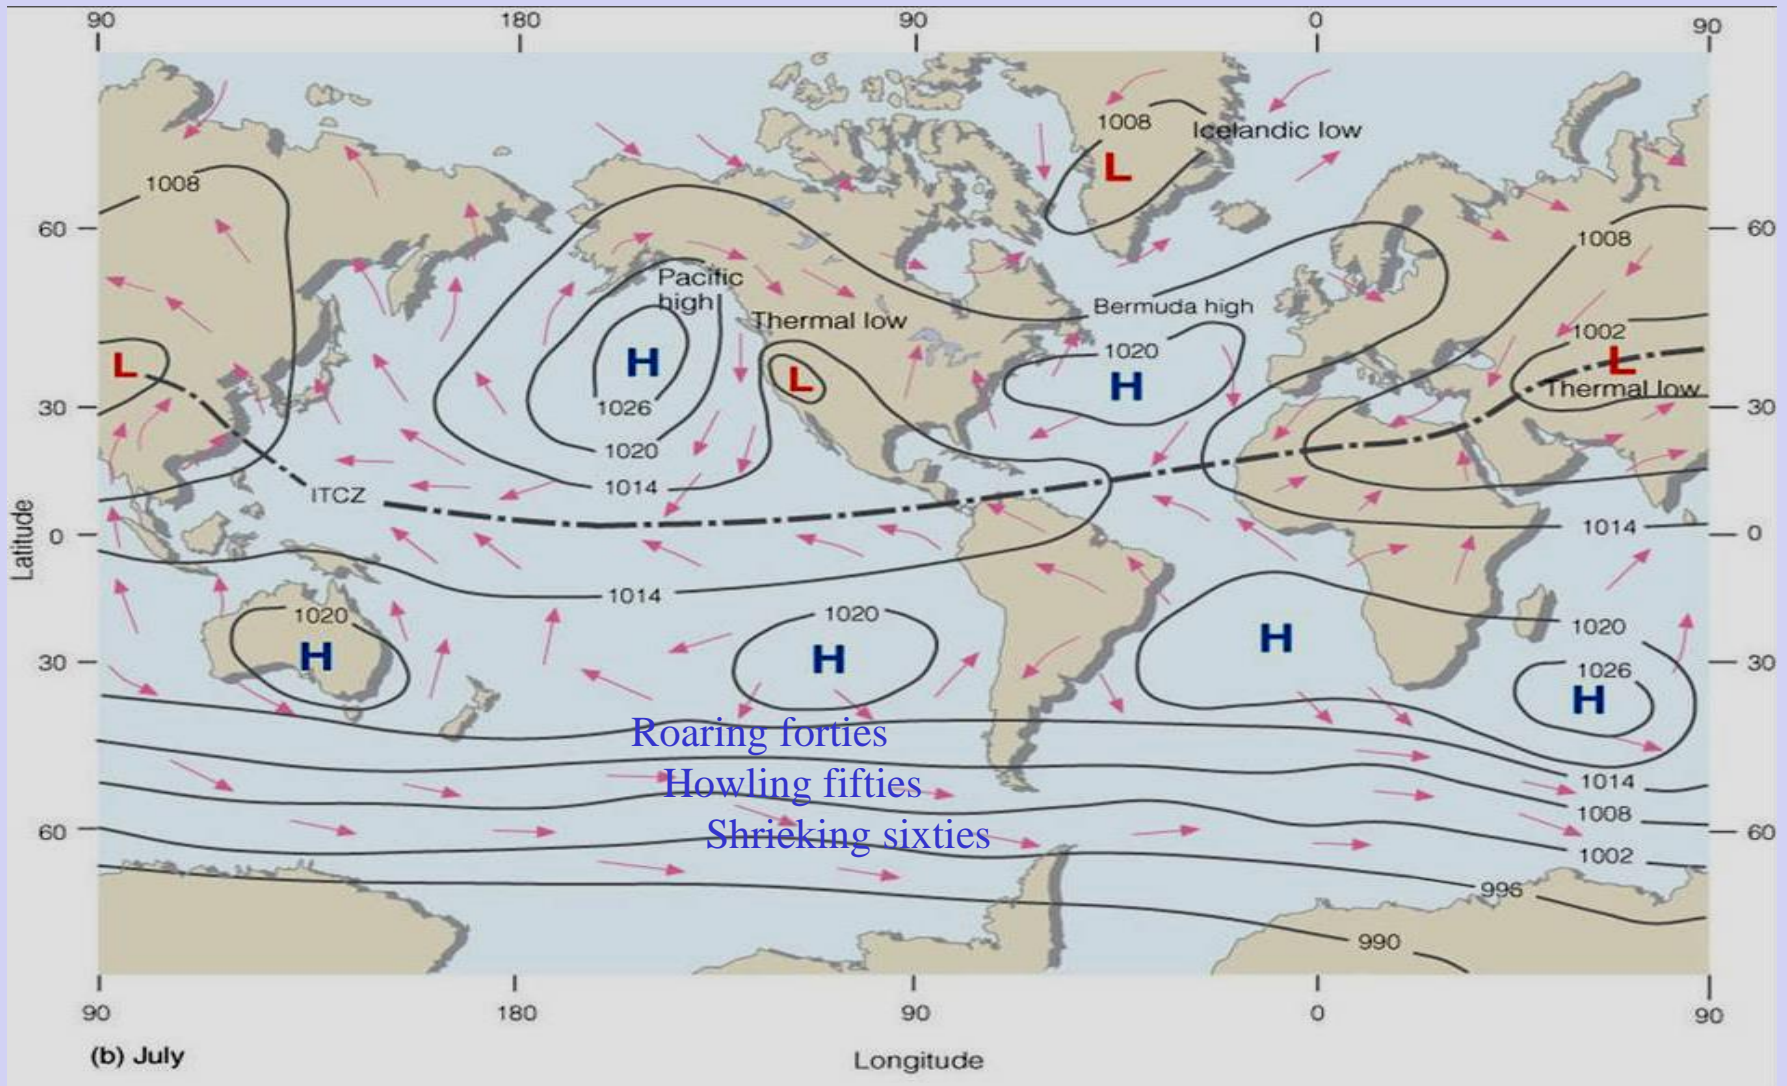 90 180 90 0 90
1008
Icelandic low
1008
60 60
1008
Pacific
high
Bermuda high
Thermal low
1002
1020
L
L
H
L
H
L
Thermal low
1026
30 30
1020
1014
ITCZ
Latitude
0 1014 0
1014
1020
1020
1020
H
H
H
30 30
1026
H
Roaring forties
Howling fifties
1014
1008
Shrieking sixties
60 60
1002
996
990
90 180 90 0 90
(b) July
Longitude